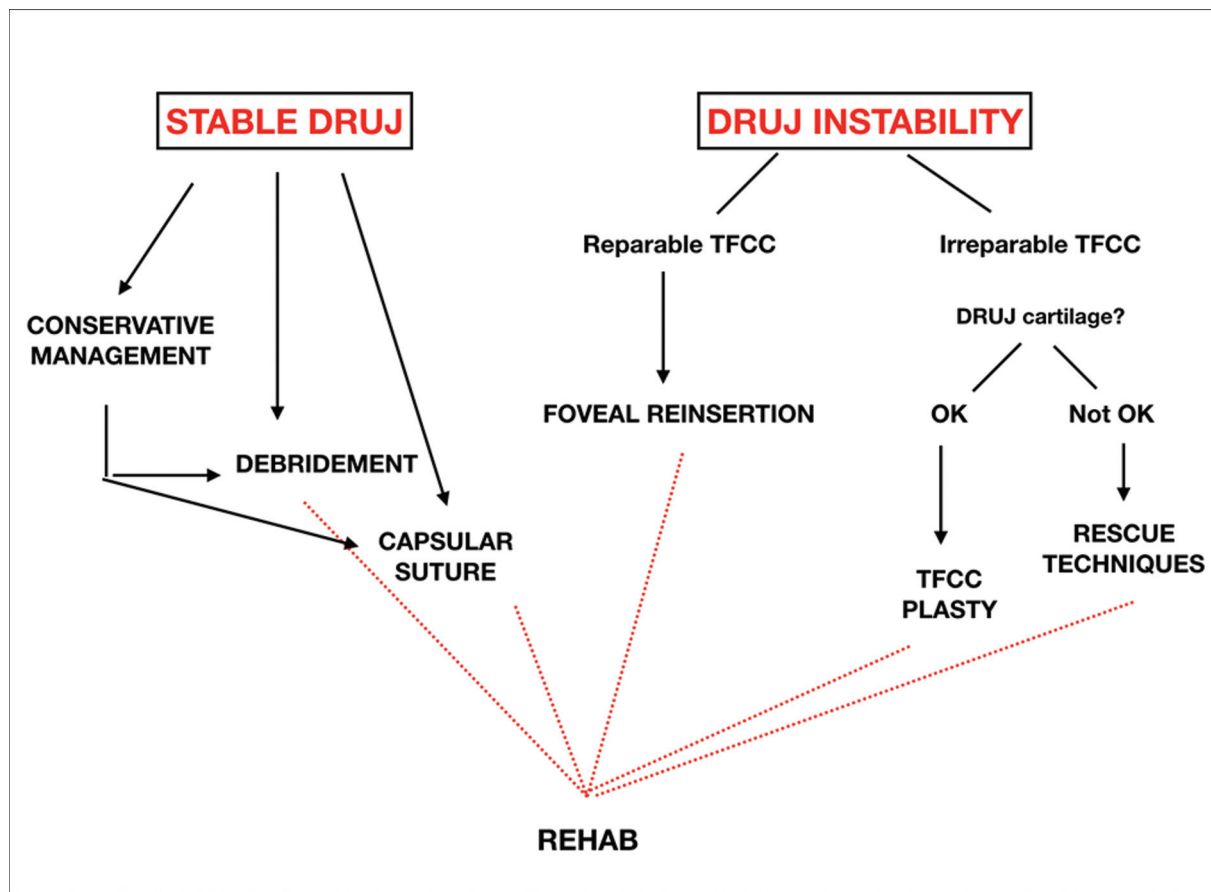 STABLE DRUJ
DRUJ INSTABILITY
Reparable TFCC
Irreparable TFCC
CONSERVATIVE
MANAGEMENT
DRUJ cartilage?
FOVEAL REINSERTION
OK
Not OK
DEBRIDEMENT
CAPSULAR
SUTURE
RESCUE
TECHNIQUES
TFCC
PLASTY
REHAB